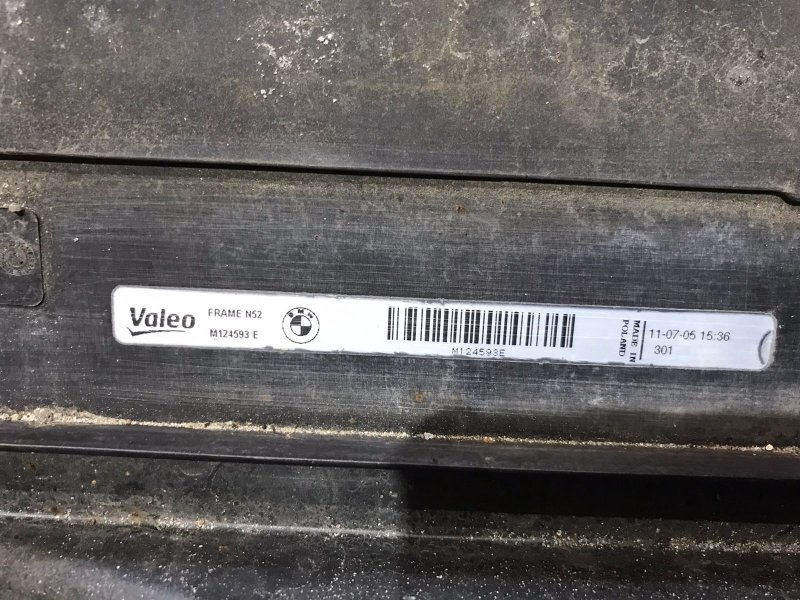 Valeo
FRAME N52
M124593 E
BMW
M124593E
MADE IN
POLAND
11-07-05 15:36
301